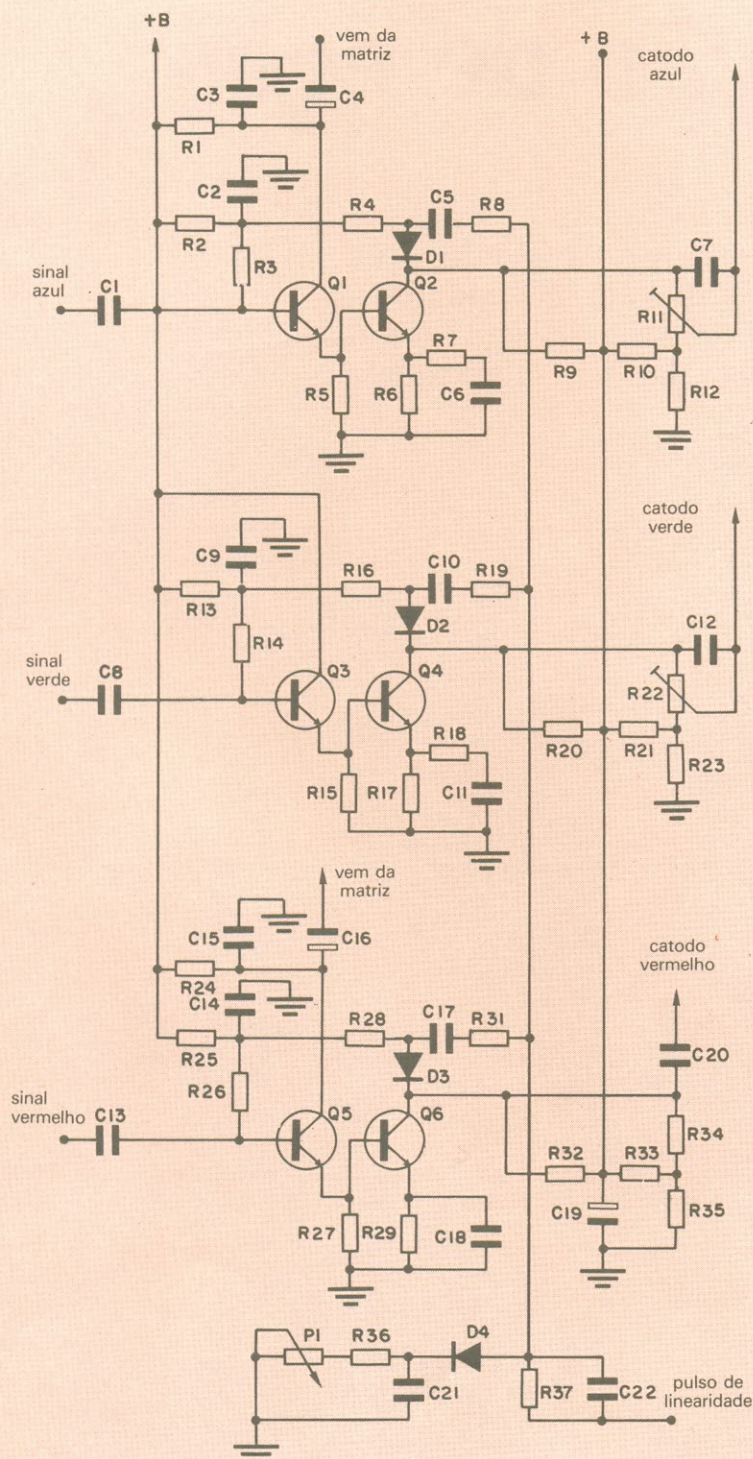 +B
vem da
matriz
+ B
catodo
azul
C3
C4
R1
C2
R2
R4
C5
R8
R3
D1
C7
sinal
azul
C1
Q1
Q2
R11
R7
R5
R6
C6
R9
R10
R12
catodo
verde
C9
R13
R16
C10
R19
R14
D2
C12
sinal
verde
C8
Q3
Q4
R22
R18
R15
R17
C11
R20
R21
R23
vem da
matriz
C15
C16
catodo
vermelho
R24
C14
R28
C17
R31
R25
C20
R26
D3
sinal
vermelho
C13
Q5
Q6
R34
R32
R33
R27
R29
C18
C19
R35
P1
R36
D4
C21
R37
C22
pulso de
linearidade